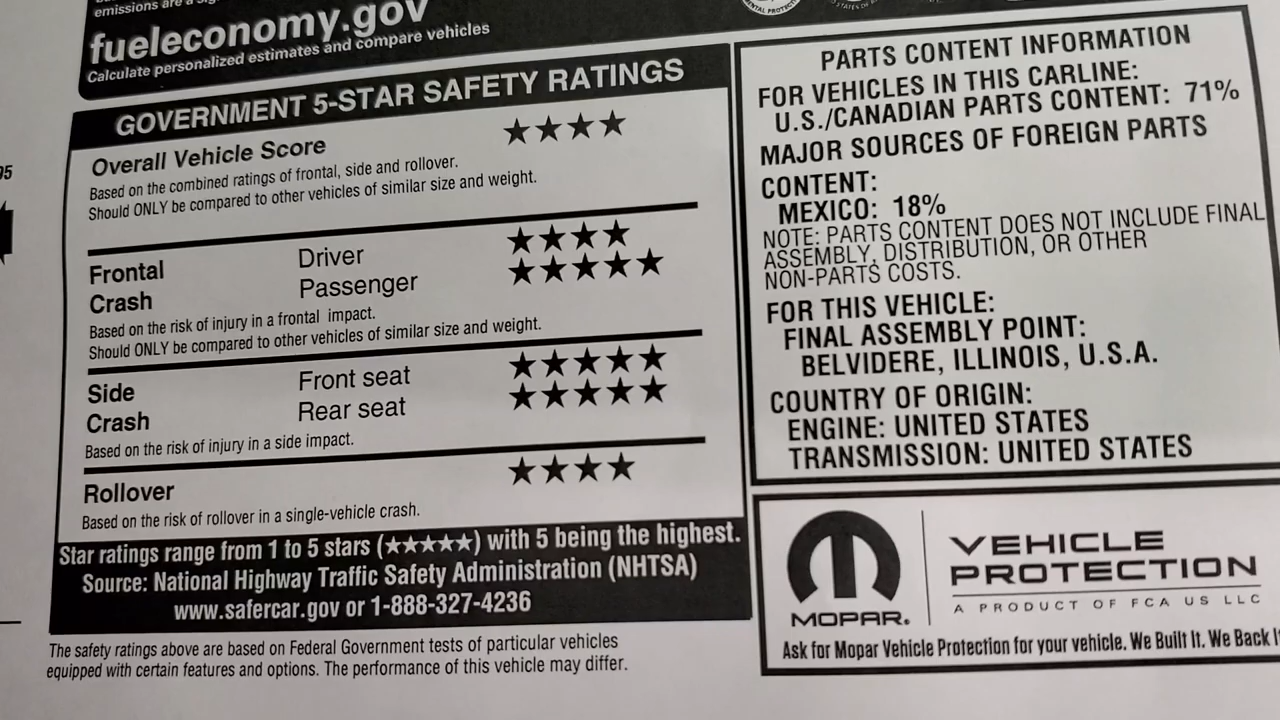 emissions are a
fueleconomy.gov
Calculate personalized estimates and compare vehicles
95
GOVERNMENT 5-STAR SAFETY RATINGS
Overall Vehicle Score ★★★★
Based on the combined ratings of frontal, side and rollover.
Should ONLY be compared to other vehicles of similar size and weight.
Frontal Driver ★★★★
Crash Passenger ★★★★★
Based on the risk of injury in a frontal impact.
Should ONLY be compared to other vehicles of similar size and weight.
Side Front seat ★★★★★
Crash Rear seat ★★★★★
Based on the risk of injury in a side impact.
Rollover ★★★★
Based on the risk of rollover in a single-vehicle crash.
Star ratings range from 1 to 5 stars (★★★★★) with 5 being the highest.
Source: National Highway Traffic Safety Administration (NHTSA)
www.safercar.gov or 1-888-327-4236
The safety ratings above are based on Federal Government tests of particular vehicles
equipped with certain features and options. The performance of this vehicle may differ.
PARTS CONTENT INFORMATION
FOR VEHICLES IN THIS CARLINE:
U.S./CANADIAN PARTS CONTENT: 71%
MAJOR SOURCES OF FOREIGN PARTS
CONTENT:
MEXICO: 18%
NOTE: PARTS CONTENT DOES NOT INCLUDE FINAL
ASSEMBLY, DISTRIBUTION, OR OTHER
NON-PARTS COSTS.
FOR THIS VEHICLE:
FINAL ASSEMBLY POINT:
BELVIDERE, ILLINOIS, U.S.A.
COUNTRY OF ORIGIN:
ENGINE: UNITED STATES
TRANSMISSION: UNITED STATES
MOPAR.
VEHICLE
PROTECTION
A PRODUCT OF FCA US LLC
Ask for Mopar Vehicle Protection for your vehicle. We Built It. We Back